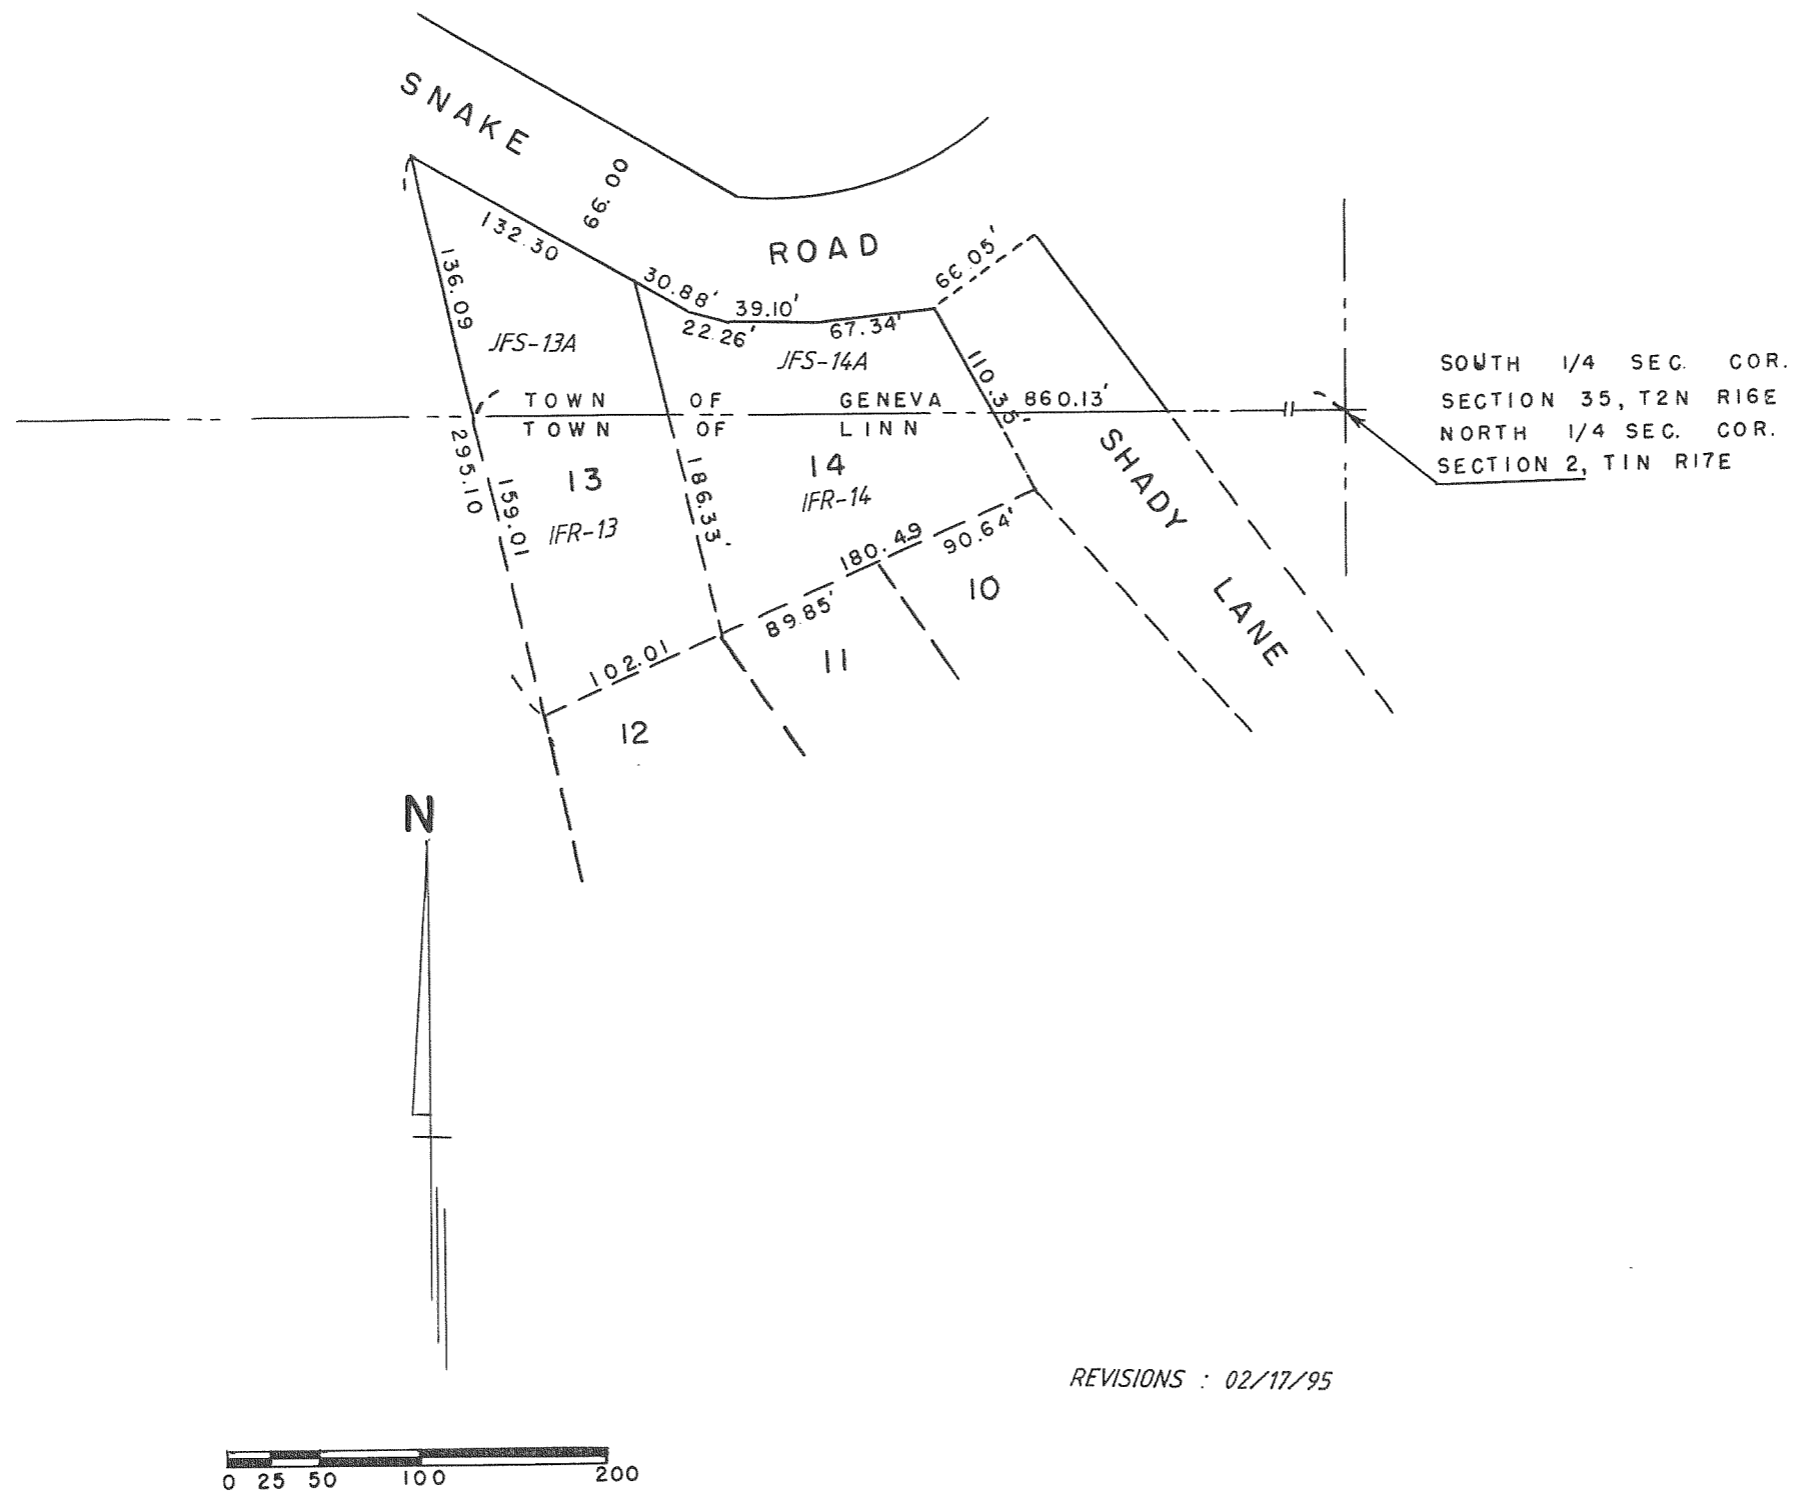 SNAKE
66.00
ROAD
132.30
136.09
30.88'
22.26'
39.10'
67.34'
66.05'
JFS-13A
JFS-14A
110.35'
860.13'
TOWN OF GENEVA
TOWN OF LINN
SOUTH 1/4 SEC. COR.
SECTION 35, T2N R16E
NORTH 1/4 SEC. COR.
SECTION 2, T1N R17E
295.10
159.01
13
IFR-13
186.33'
14
IFR-14
SHADY
LANE
180.49
90.64'
89.85'
102.01
10
11
12
N
REVISIONS : 02/17/95
0 25 50 100 200